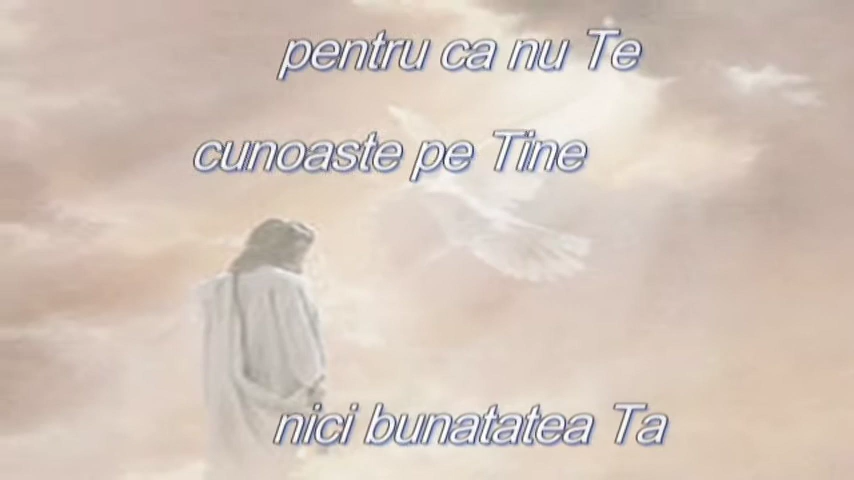 pentru ca nu Te
cunoaste pe Tine
nici bunatatea Ta